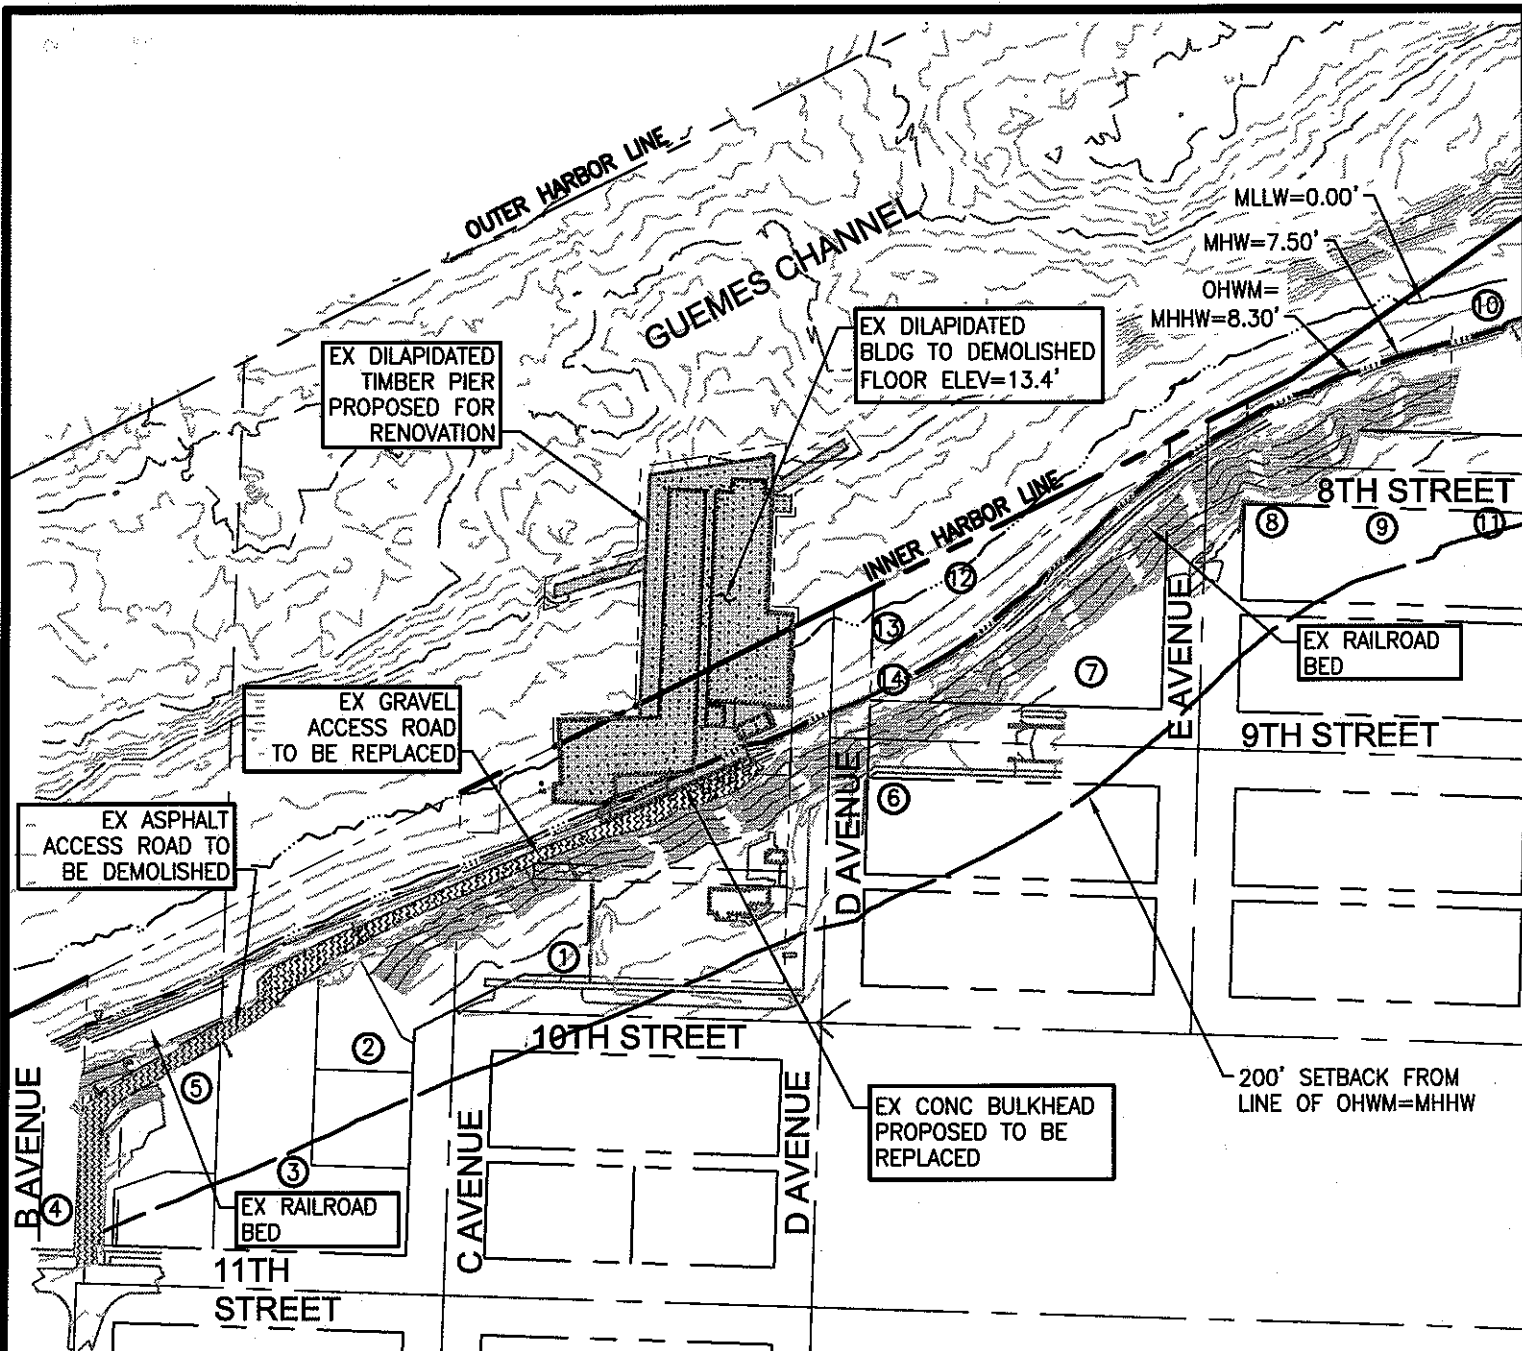 OUTER HARBOR LINE
GUEMES CHANNEL
MLLW=0.00'
MHW=7.50'
OHWM=
MHHW=8.30'
10
EX DILAPIDATED
TIMBER PIER
PROPOSED FOR
RENOVATION
EX DILAPIDATED
BLDG TO DEMOLISHED
FLOOR ELEV=13.4'
8TH STREET
8
9
11
INNER HARBOR LINE
12
13
14
7
E AVENUE
EX RAILROAD
BED
9TH STREET
EX GRAVEL
ACCESS ROAD
TO BE REPLACED
EX ASPHALT
ACCESS ROAD TO
BE DEMOLISHED
6
D AVENUE
1
10TH STREET
2
5
B AVENUE
4
3
EX RAILROAD
BED
C AVENUE
D AVENUE
EX CONC BULKHEAD
PROPOSED TO BE
REPLACED
200' SETBACK FROM
LINE OF OHWM=MHHW
11TH
STREET